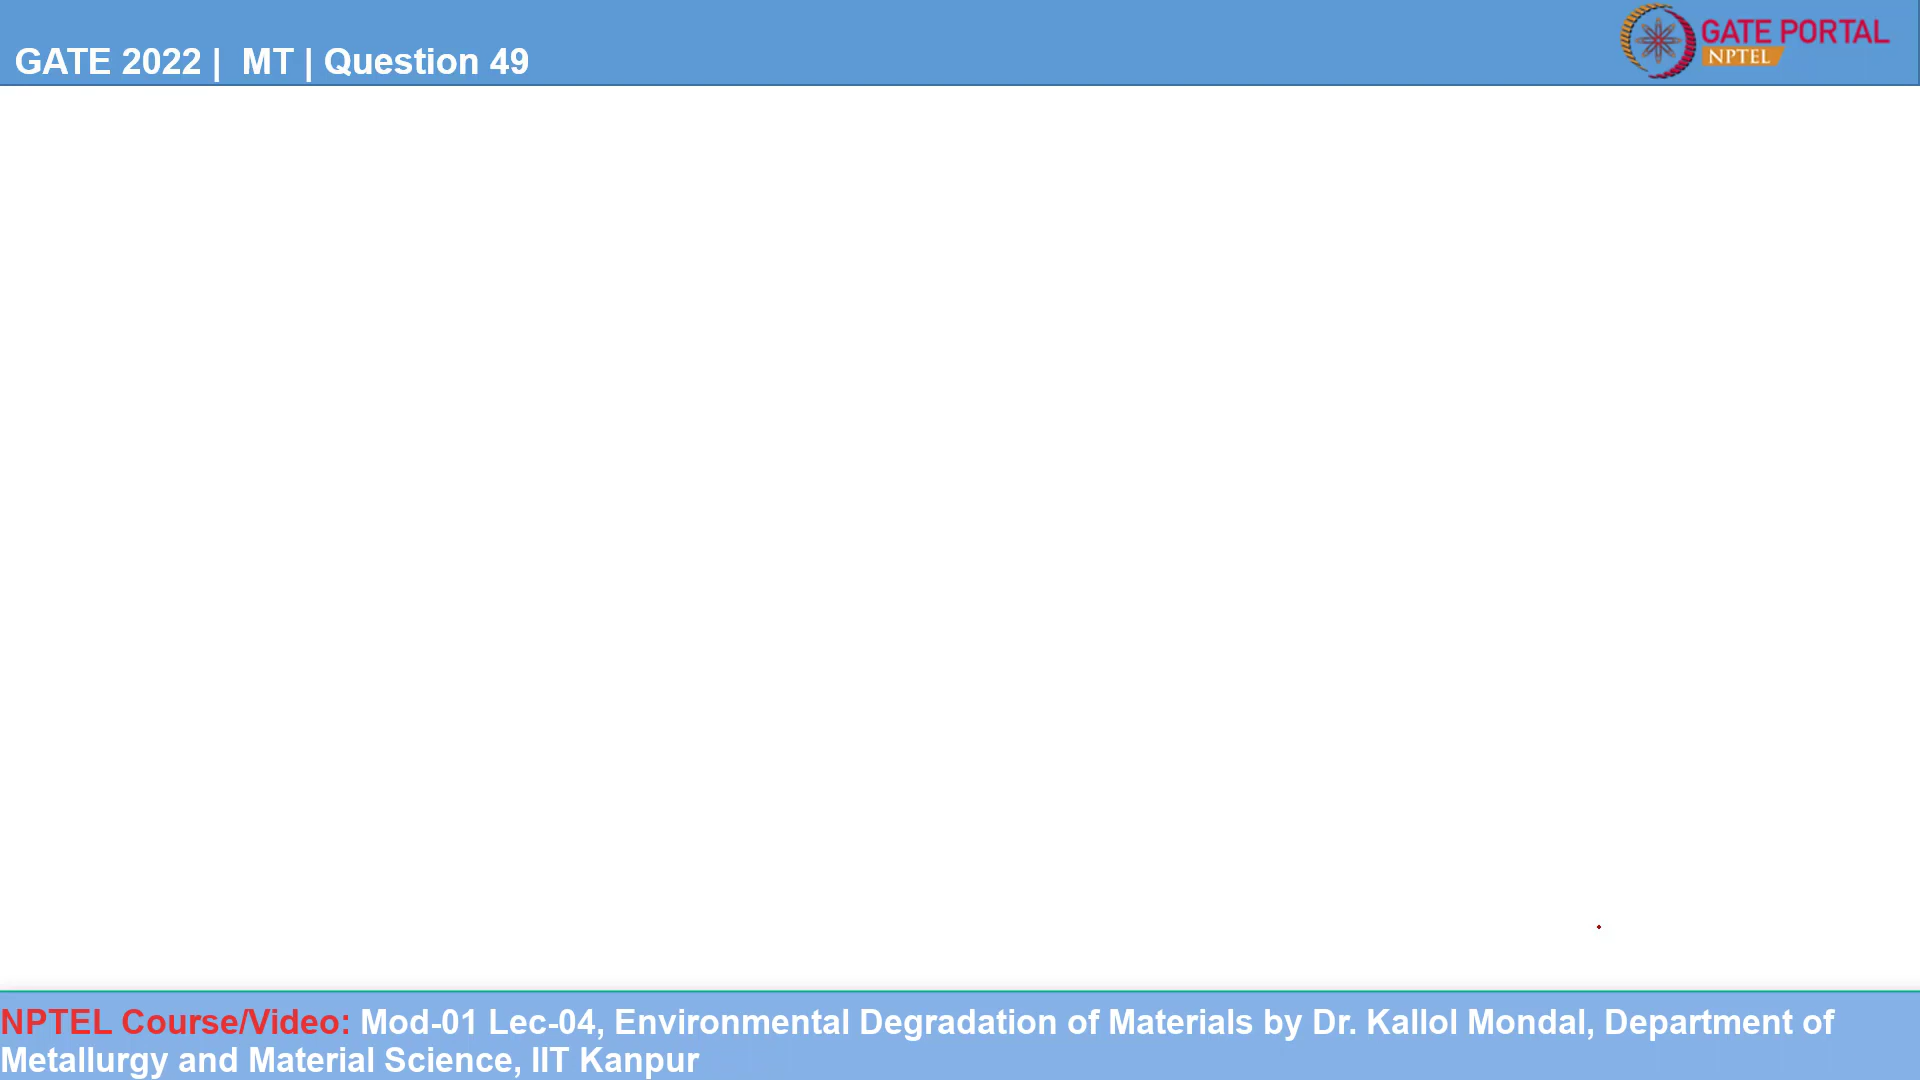 GATE 2022 | MT | Question 49
GATE PORTAL
NPTEL
NPTEL Course/Video: Mod-01 Lec-04, Environmental Degradation of Materials by Dr. Kallol Mondal, Department of
Metallurgy and Material Science, IIT Kanpur